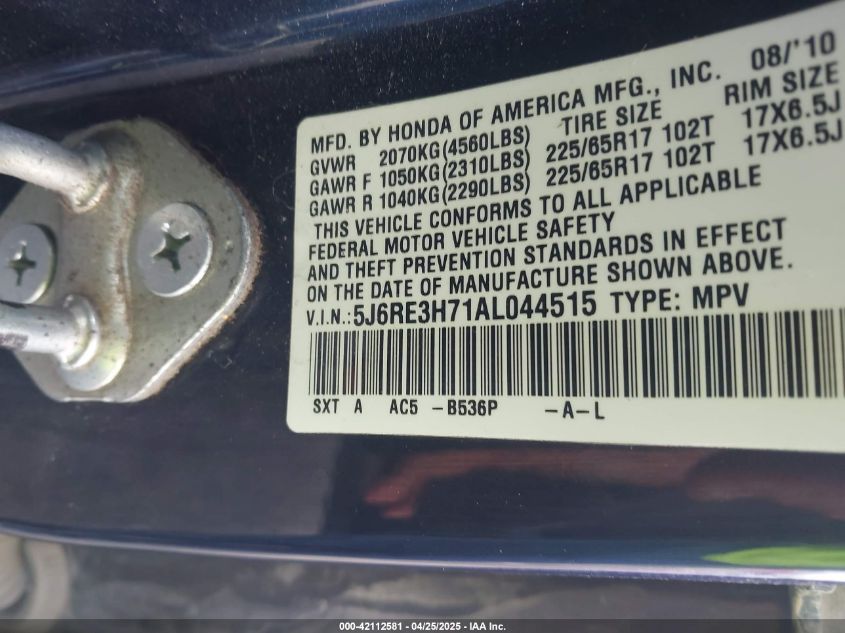 MFD. BY HONDA OF AMERICA MFG., INC. 08/'10
TIRE SIZE RIM SIZE
GVWR 2070KG(4560LBS)
GAWR F 1050KG(2310LBS) 225/65R17 102T 17X6.5J
GAWR R 1040KG(2290LBS) 225/65R17 102T 17X6.5J
THIS VEHICLE CONFORMS TO ALL APPLICABLE
FEDERAL MOTOR VEHICLE SAFETY
AND THEFT PREVENTION STANDARDS IN EFFECT
ON THE DATE OF MANUFACTURE SHOWN ABOVE.
V.I.N.:5J6RE3H71AL044515 TYPE: MPV
SXT A AC5 -B536P -A-L
000-42112581 / 04/25/2025 - IAA Inc.